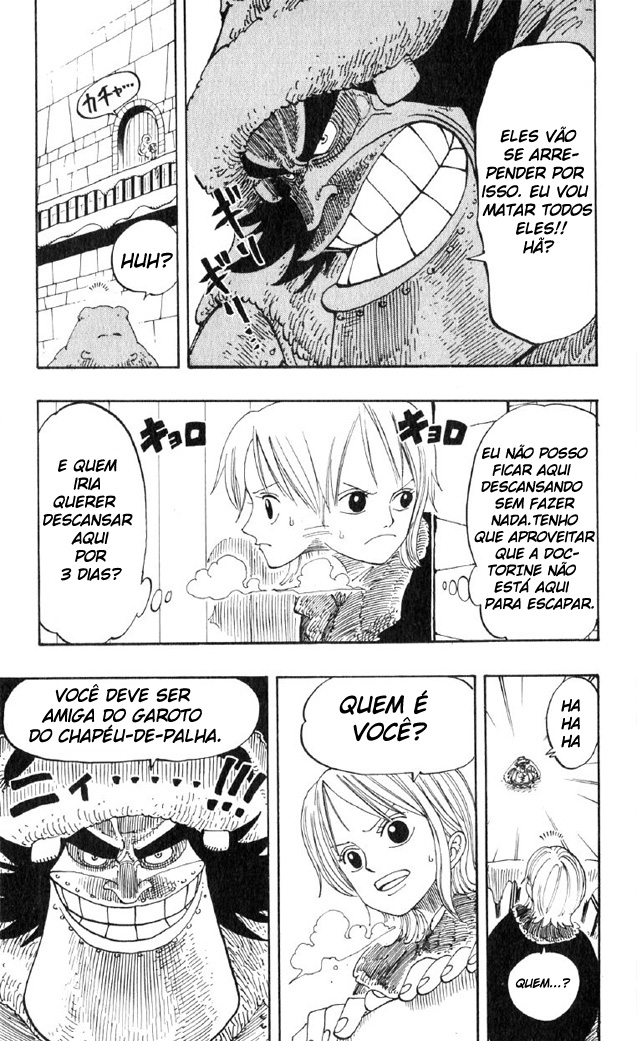 ELES VÃO
SE ARRE-
PENDER POR
ISSO. EU VOU
MATAR TODOS
ELES!!
HÃ?
ギリギリ
カチャ…
HUH?
EU NÃO POSSO
FICAR AQUI
DESCANSANDO
SEM FAZER
NADA.TENHO
QUE APROVEITAR
QUE A DOC-
TORINE NÃO
ESTÁ AQUI
PARA ESCAPAR.
キョロ
キョロ
E QUEM
IRIA
QUERER
DESCANSAR
AQUI
POR
3 DIAS?
HA
HA
HA
QUEM...?
QUEM É
VOCÊ?
VOCÊ DEVE SER
AMIGA DO GAROTO
DO CHAPÉU-DE-PALHA.
ニィ……!!!